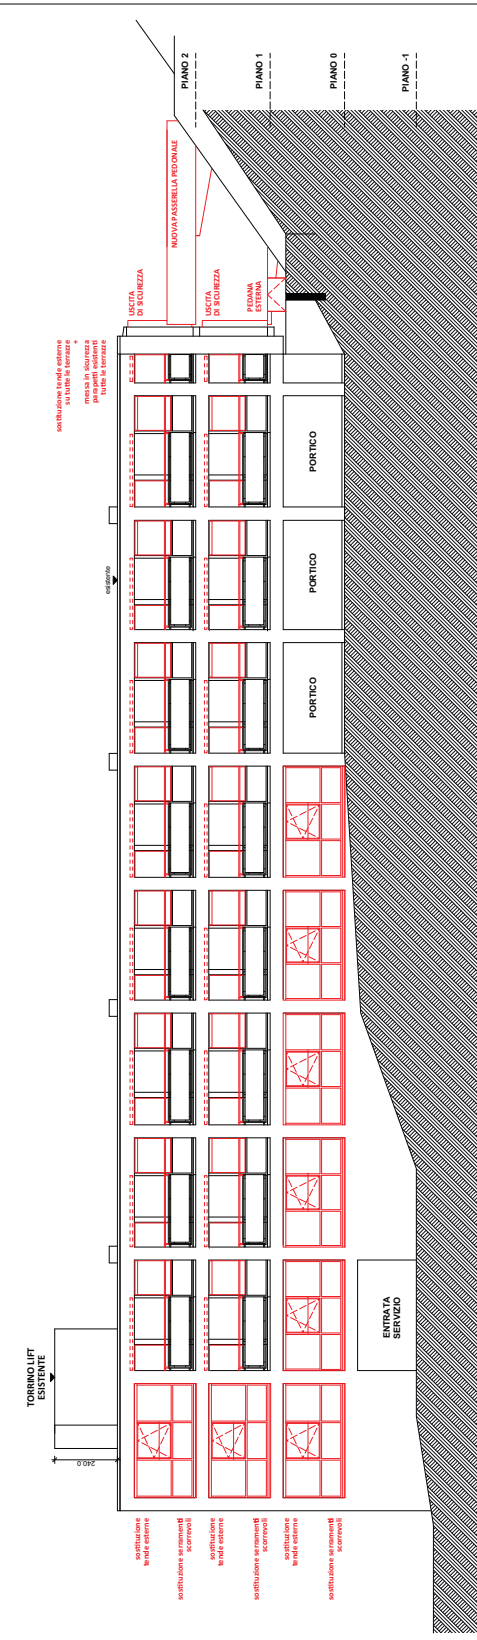 TORRINO LIFT
ESISTENTE
240.0
esistente
sostituzione tende esterne
su tutte le terrazze
+
messa in sicurezza
parapetti esistenti
tutte le terrazze
USCITA
DI SICUREZZA
NUOVA PASSERELLA PEDONALE
USCITA
DI SICUREZZA
PEDANA
ESTERNA
PIANO 2
PIANO 1
PIANO 0
PIANO -1
sostituzione
tende esterne
sostituzione serramenti
scorrevoli
sostituzione
tende esterne
sostituzione serramenti
scorrevoli
sostituzione
tende esterne
sostituzione serramenti
scorrevoli
ENTRATA
SERVIZIO
PORTICO
PORTICO
PORTICO